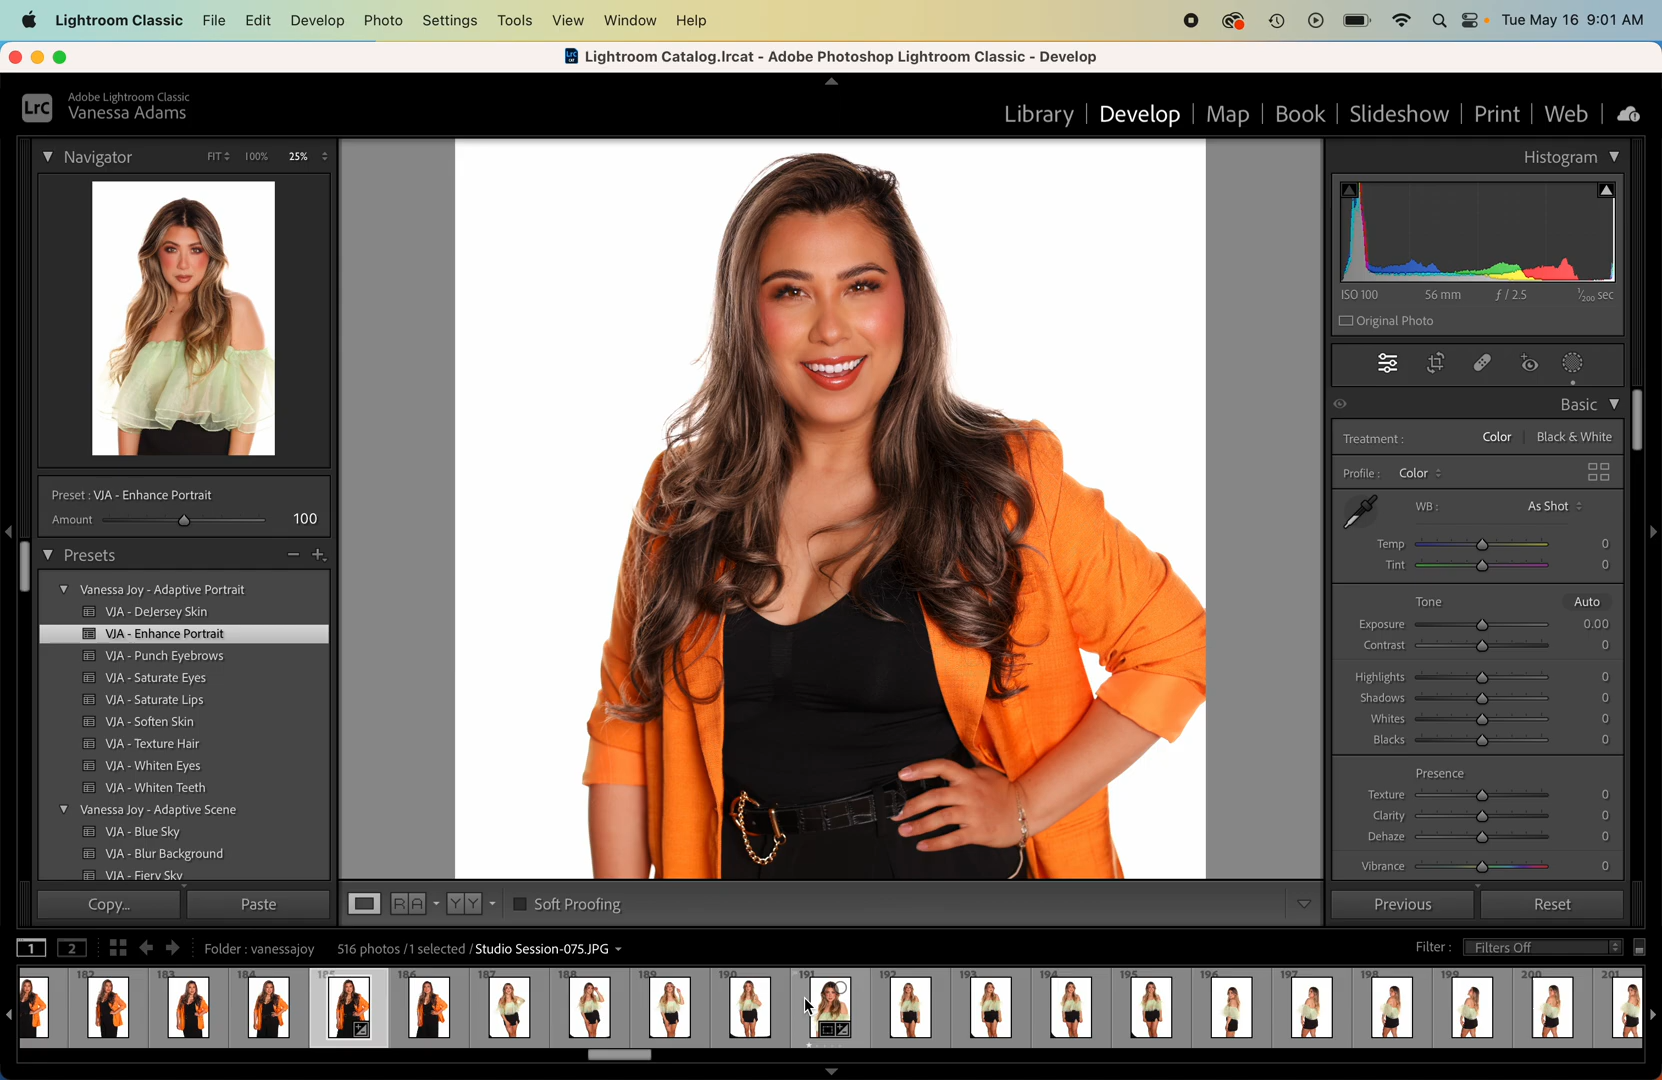 Lightroom Classic File Edit Develop Photo Settings Tools View Window Help Tue May 16 9:01 AM
Lightroom Catalog.lrcat - Adobe Photoshop Lightroom Classic - Develop
LrC Adobe Lightroom Classic
Vanessa Adams
Library Develop Map Book Slideshow Print Web
Navigator FIT 100% 25%
Preset : VJA - Enhance Portrait
Amount 100
Presets
Vanessa Joy - Adaptive Portrait
VJA - DeJersey Skin
VJA - Enhance Portrait
VJA - Punch Eyebrows
VJA - Saturate Eyes
VJA - Saturate Lips
VJA - Soften Skin
VJA - Texture Hair
VJA - Whiten Eyes
VJA - Whiten Teeth
Vanessa Joy - Adaptive Scene
VJA - Blue Sky
VJA - Blur Background
VJA - Fiery Sky
Copy... Paste
Soft Proofing
Histogram
ISO 100 56 mm ƒ / 2.5 1/200 sec
Original Photo
Basic
Treatment : Color Black & White
Profile : Color
WB : As Shot
Temp 0
Tint 0
Tone Auto
Exposure 0.00
Contrast 0
Highlights 0
Shadows 0
Whites 0
Blacks 0
Presence
Texture 0
Clarity 0
Dehaze 0
Vibrance 0
Previous Reset
1 2 Folder : vanessajoy 516 photos / 1 selected / Studio Session-075.JPG Filter : Filters Off
182 183 184 185 186 187 188 189 190 191 192 193 194 195 196 197 198 199 200 201